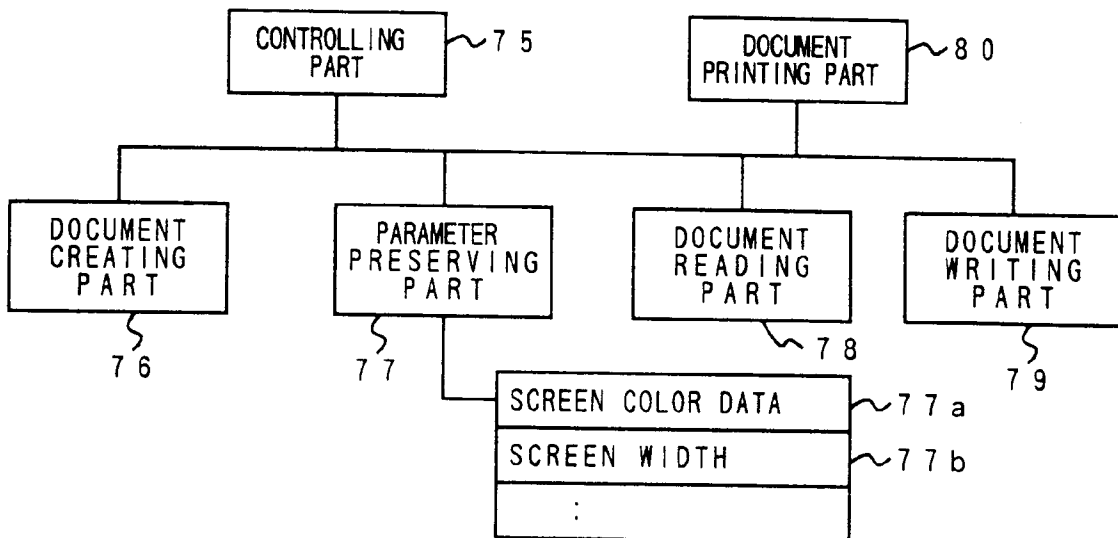 CONTROLLING
PART
75
DOCUMENT
PRINTING PART
80
DOCUMENT
CREATING
PART
76
PARAMETER
PRESERVING
PART
77
DOCUMENT
READING
PART
78
DOCUMENT
WRITING
PART
79
SCREEN COLOR DATA
77a
SCREEN WIDTH
77b
: